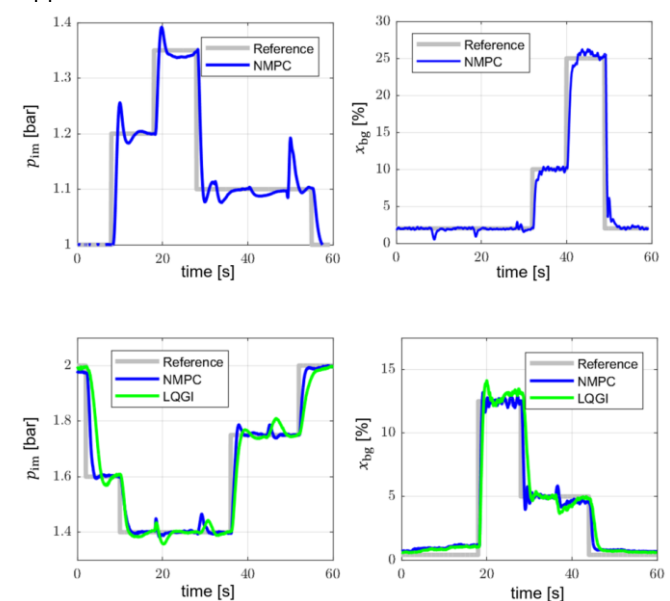 1.4
1.3
1.2
1.1
1
p_im [bar]
0 20 40 60
time [s]
Reference
NMPC
30
25
20
15
10
5
0
x_bg [%]
0 20 40 60
time [s]
Reference
NMPC
2
1.8
1.6
1.4
p_im [bar]
0 20 40 60
time [s]
Reference
NMPC
LQGI
15
10
5
0
x_bg [%]
0 20 40 60
time [s]
Reference
NMPC
LQGI